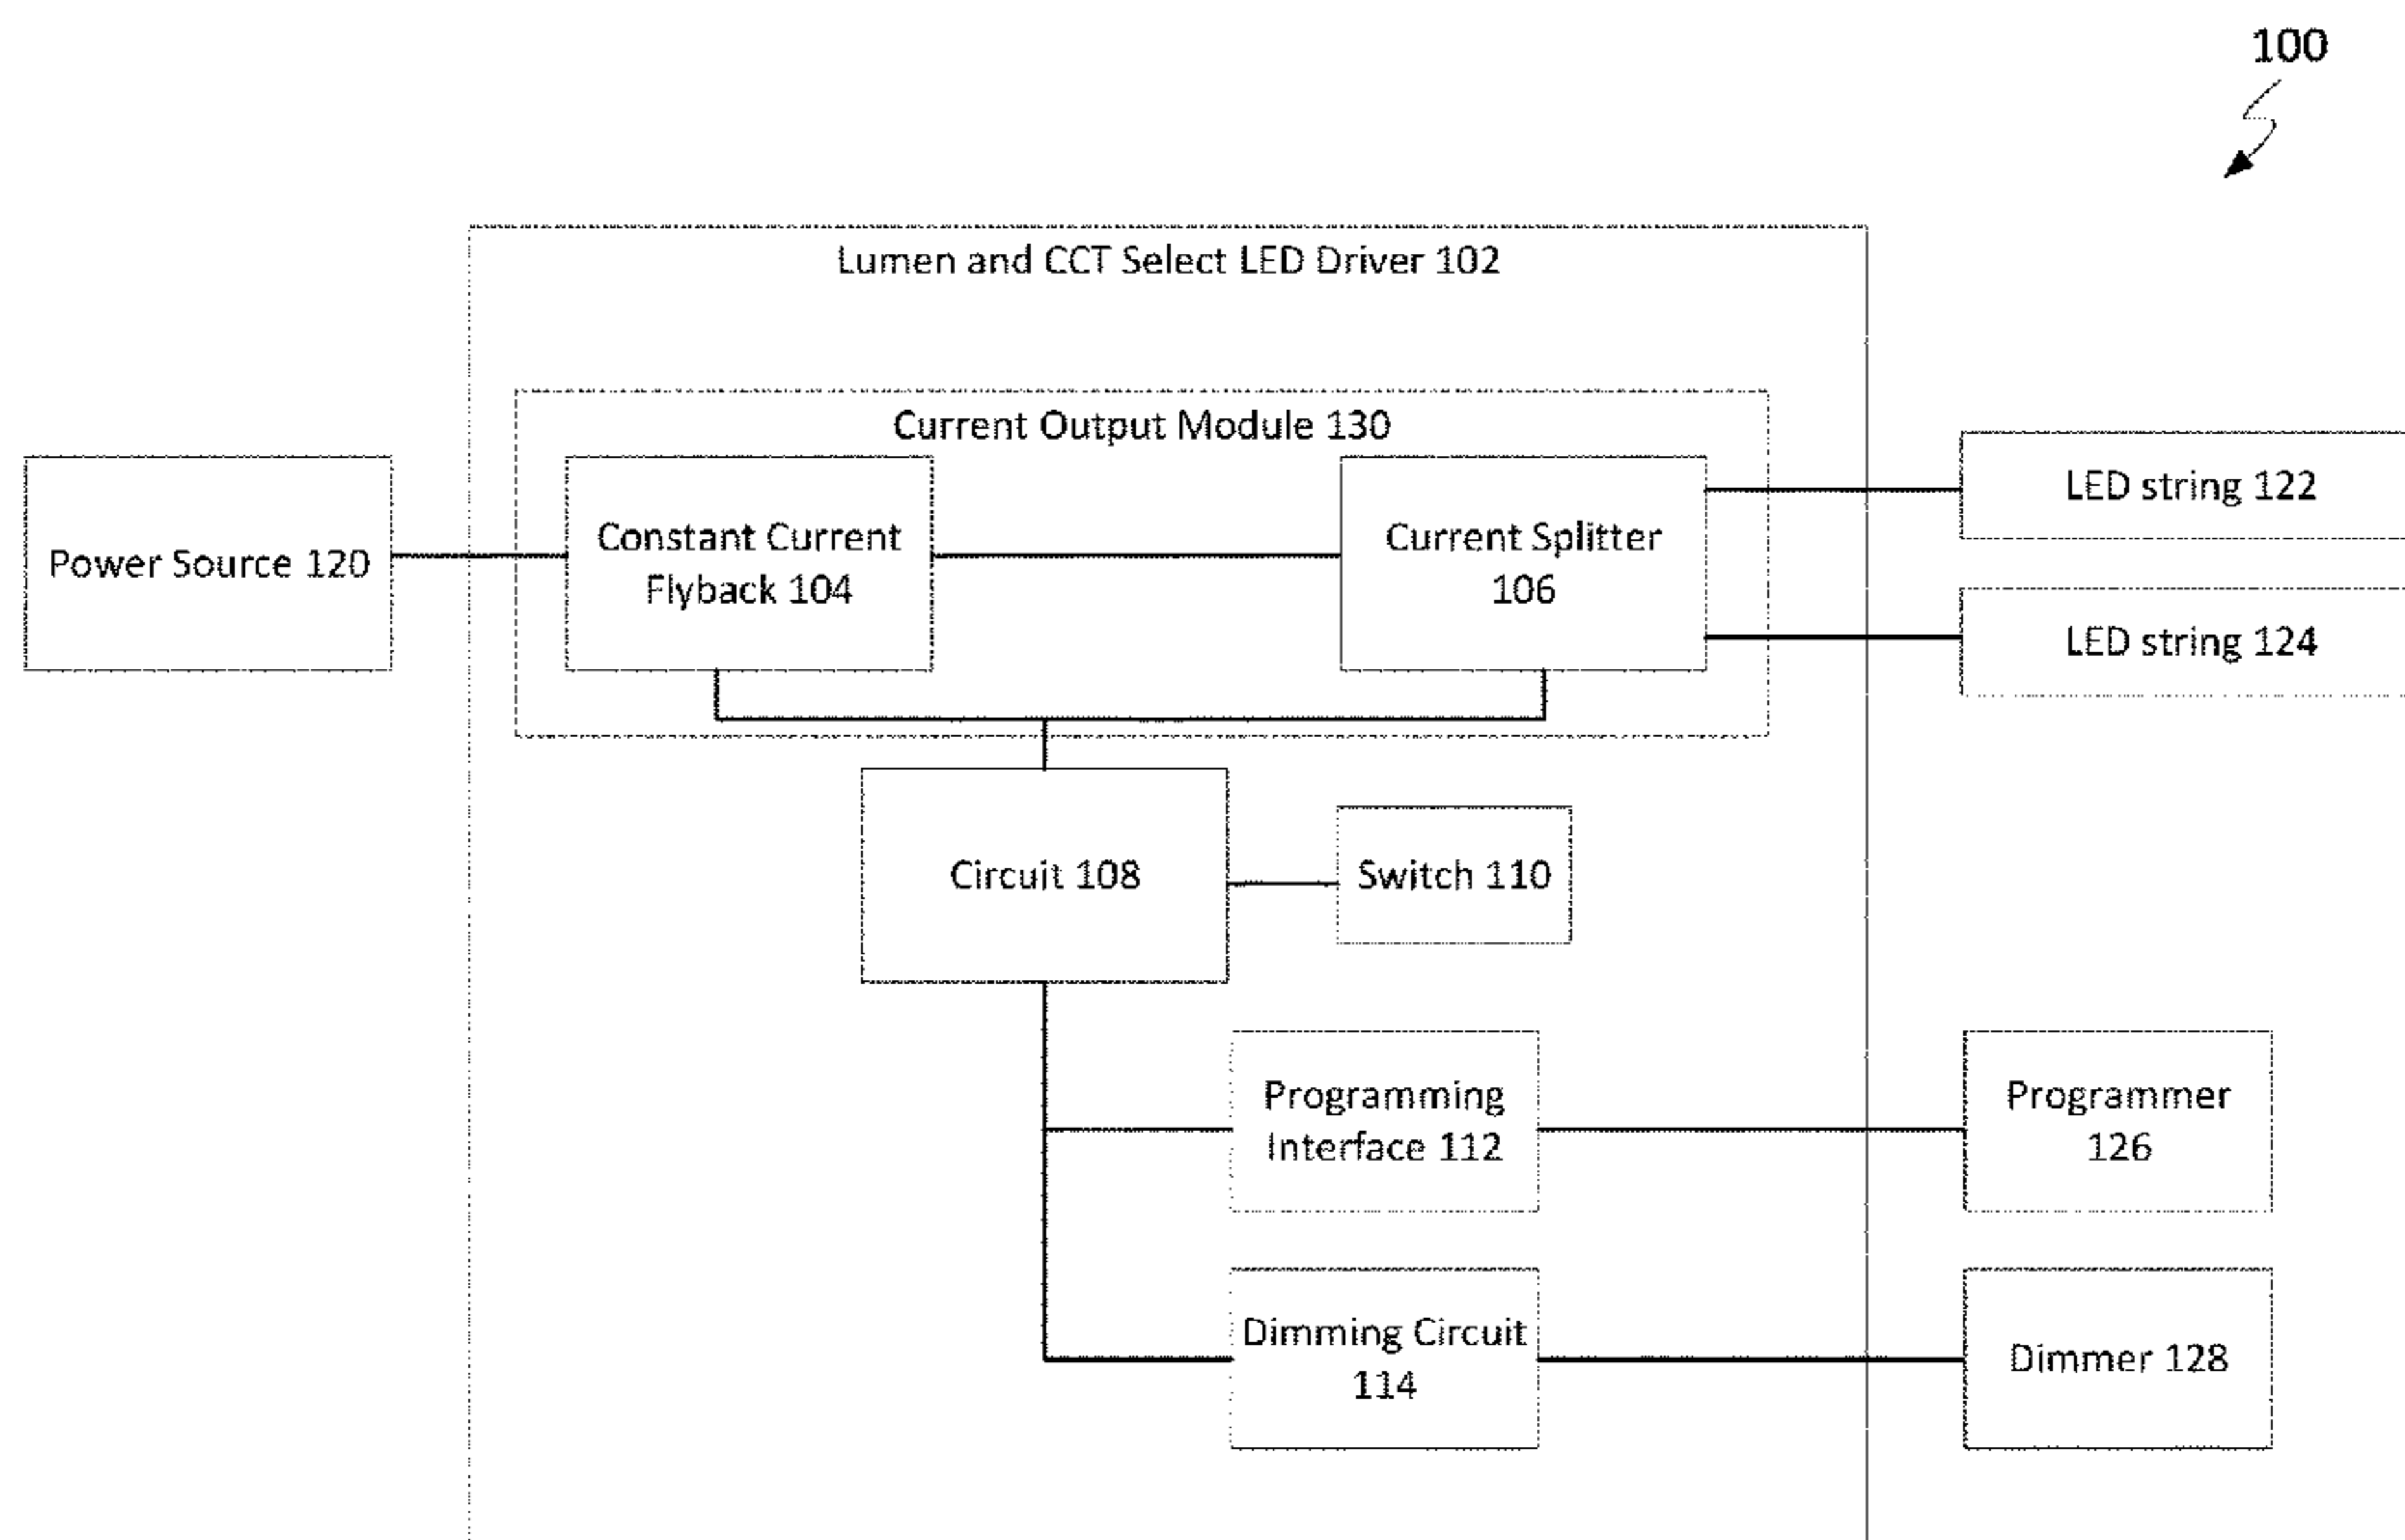 100
Lumen and CCT Select LED Driver 102
Current Output Module 130
Power Source 120
Constant Current
Flyback 104
Current Splitter
106
LED string 122
LED string 124
Circuit 108
Switch 110
Programming
Interface 112
Programmer
126
Dimming Circuit
114
Dimmer 128